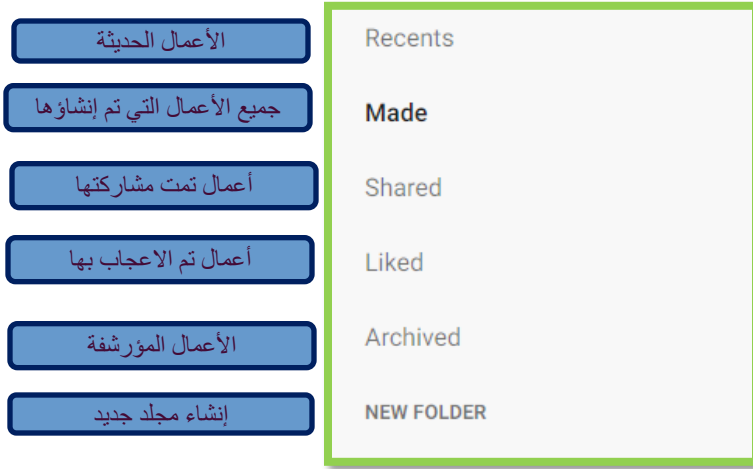 الأعمال الحديثة
Recents
جميع الأعمال التي تم إنشاؤها
Made
أعمال تمت مشاركتها
Shared
أعمال تم الاعجاب بها
Liked
الأعمال المؤرشفة
Archived
إنشاء مجلد جديد
NEW FOLDER